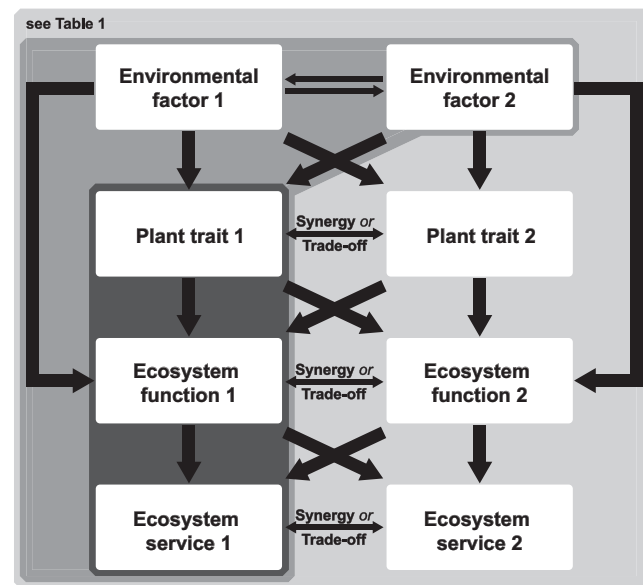 see Table 1
Environmental
factor 1
Environmental
factor 2
Plant trait 1
Synergy or
Trade-off
Plant trait 2
Ecosystem
function 1
Synergy or
Trade-off
Ecosystem
function 2
Ecosystem
service 1
Synergy or
Trade-off
Ecosystem
service 2